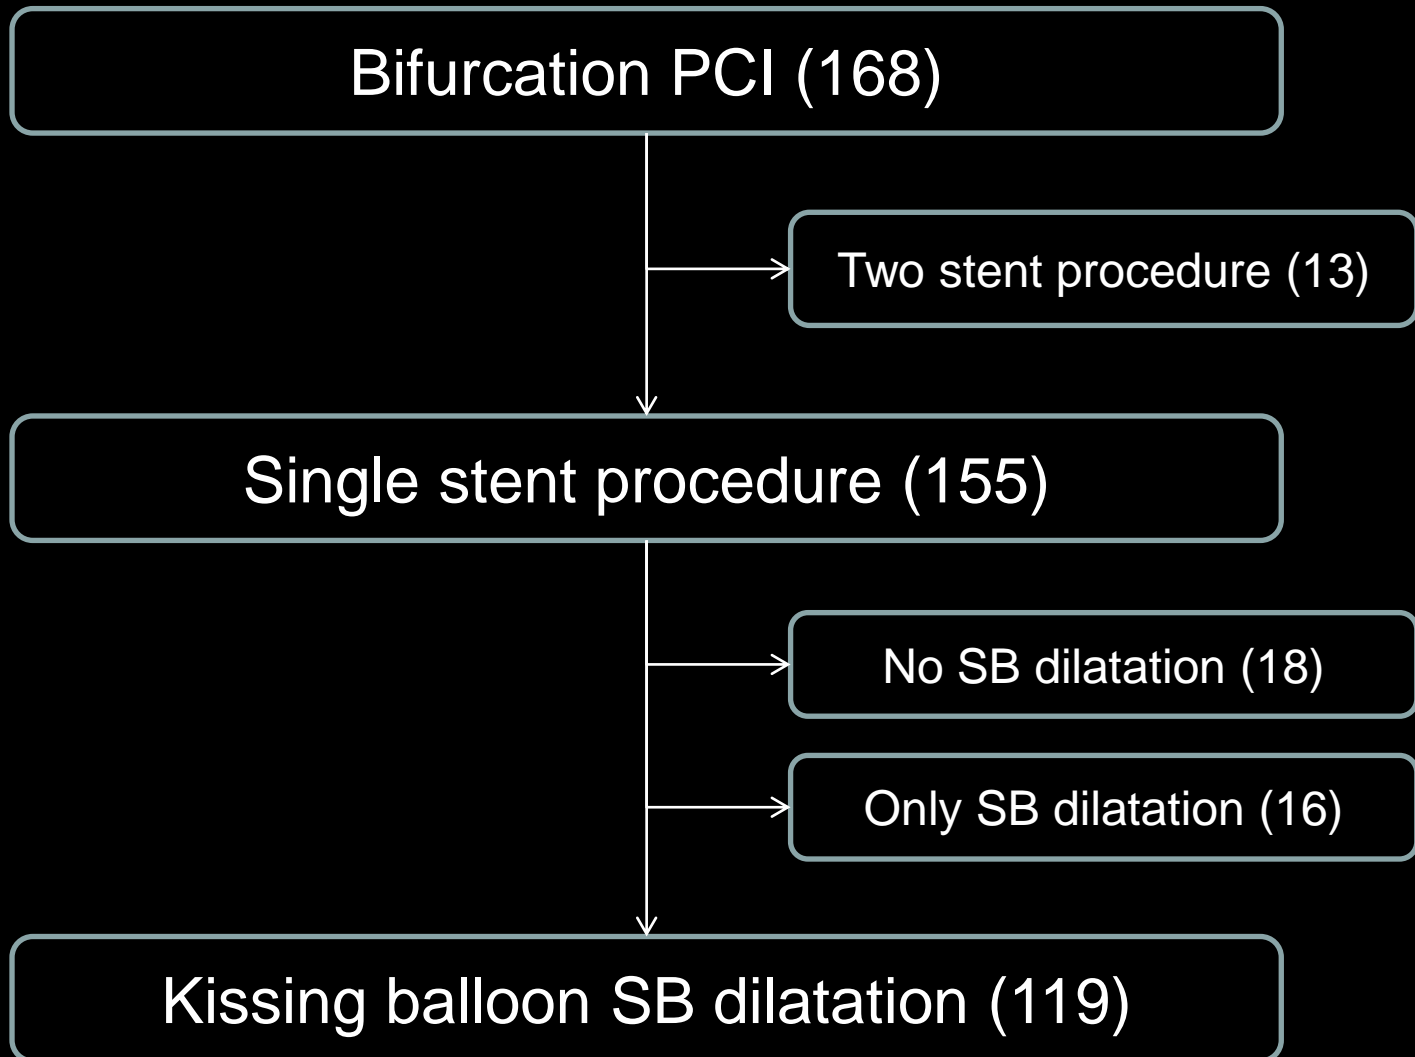 Bifurcation PCI (168)
Two stent procedure (13)
Single stent procedure (155)
No SB dilatation (18)
Only SB dilatation (16)
Kissing balloon SB dilatation (119)